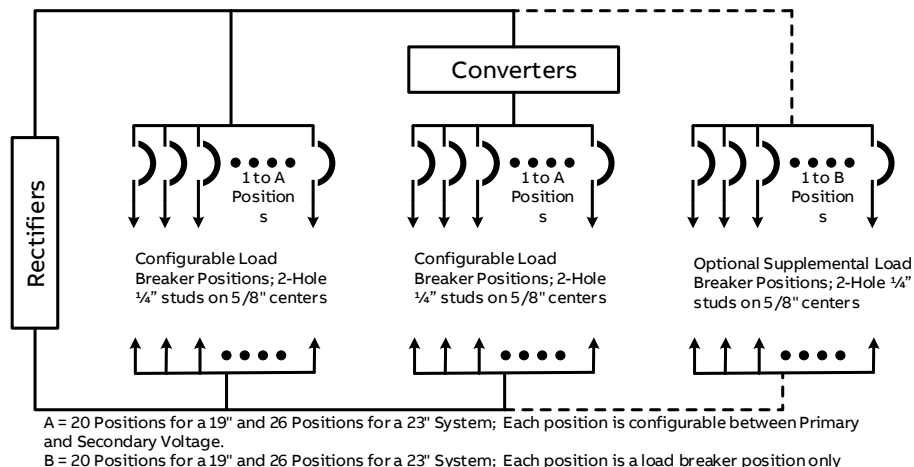 Converters
Rectifiers
1 to A
Position
s
1 to A
Position
s
1 to B
Position
s
Configurable Load
Breaker Positions; 2-Hole
¼” studs on 5/8" centers
Configurable Load
Breaker Positions; 2-Hole
¼” studs on 5/8" centers
Optional Supplemental Load
Breaker Positions; 2-Hole ¼”
studs on 5/8" centers
A = 20 Positions for a 19" and 26 Positions for a 23" System; Each position is configurable between Primary
and Secondary Voltage.
B = 20 Positions for a 19" and 26 Positions for a 23" System; Each position is a load breaker position only